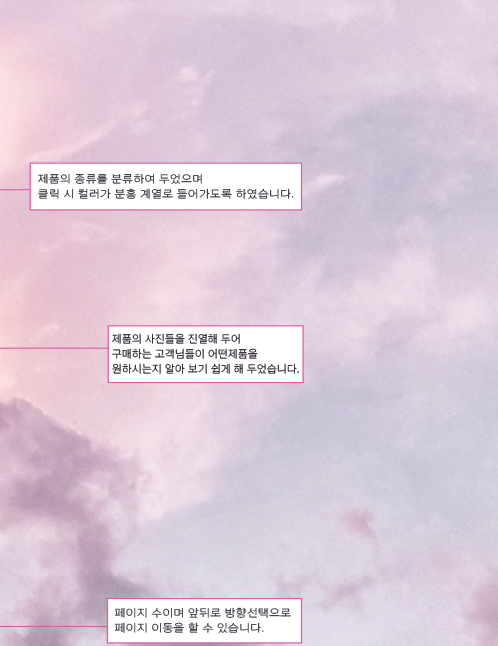 제품의 종류를 분류하여 두었으며
클릭 시 컬러가 분홍 계열로 들어가도록 하였습니다.
제품의 사진들을 진열해 두어
구매하는 고객님들이 어떤제품을
원하시는지 알아 보기 쉽게 해 두었습니다.
페이지 수이며 앞뒤로 방향선택으로
페이지 이동을 할 수 있습니다.